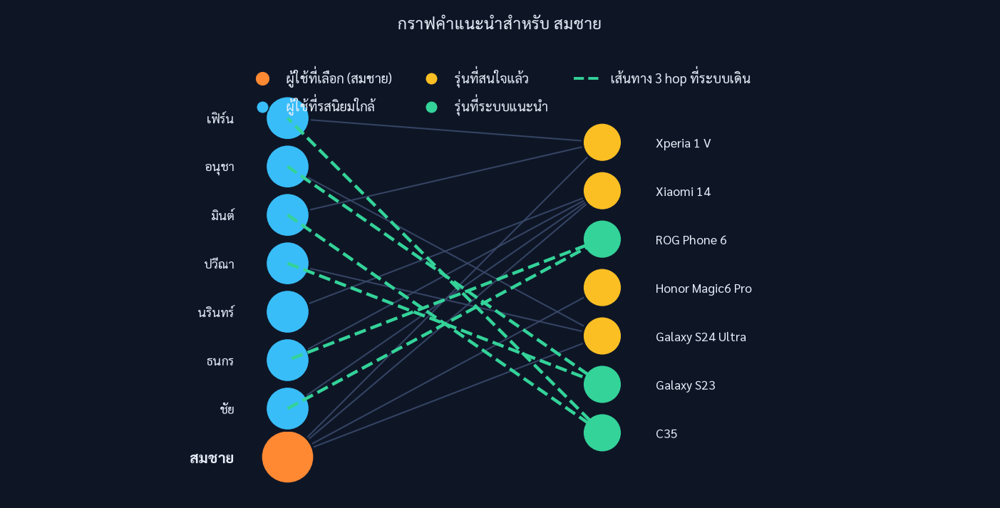 กราฟคำแนะนำสำหรับ สมชาย
ผู้ใช้ที่เลือก (สมชาย)
รุ่นที่สนใจแล้ว
เส้นทาง 3 hop ที่ระบบเดิน
ผู้ใช้ที่รสนิยมใกล้
รุ่นที่ระบบแนะนำ
เฟิร์น
อนุชา
มินต์
ปวีณา
นรินทร์
ธนกร
ชัย
สมชาย
Xperia 1 V
Xiaomi 14
ROG Phone 6
Honor Magic6 Pro
Galaxy S24 Ultra
Galaxy S23
C35